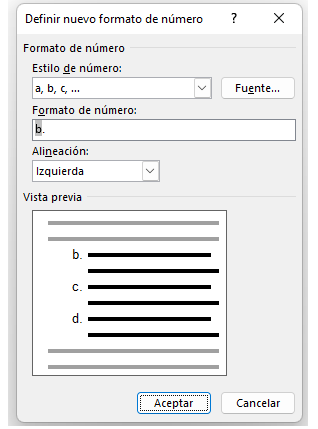 Definir nuevo formato de número ? ×
Formato de número
Estilo de número:
a, b, c, ... Fuente...
Formato de número:
b.
Alineación:
Izquierda
Vista previa
b.
c.
d.
Aceptar Cancelar